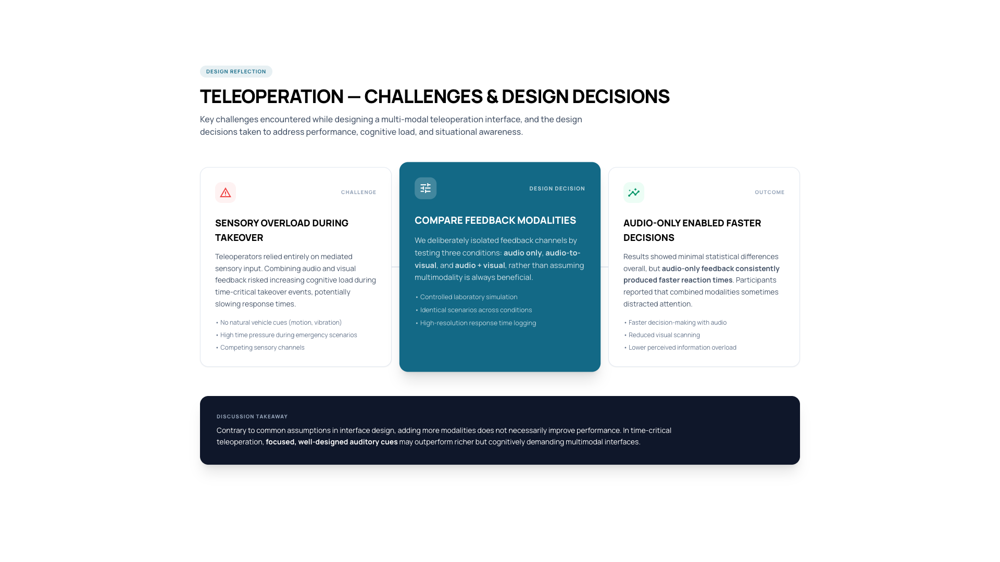 DESIGN REFLECTION
TELEOPERATION — CHALLENGES & DESIGN DECISIONS
Key challenges encountered while designing a multi-modal teleoperation interface, and the design
decisions taken to address performance, cognitive load, and situational awareness.
CHALLENGE
SENSORY OVERLOAD DURING
TAKEOVER
Teleoperators relied entirely on mediated
sensory input. Combining audio and visual
feedback risked increasing cognitive load during
time-critical takeover events, potentially
slowing response times.
• No natural vehicle cues (motion, vibration)
• High time pressure during emergency scenarios
• Competing sensory channels
DESIGN DECISION
COMPARE FEEDBACK MODALITIES
We deliberately isolated feedback channels by
testing three conditions: audio only, audio-to-
visual, and audio + visual, rather than assuming
multimodality is always beneficial.
• Controlled laboratory simulation
• Identical scenarios across conditions
• High-resolution response time logging
OUTCOME
AUDIO-ONLY ENABLED FASTER
DECISIONS
Results showed minimal statistical differences
overall, but audio-only feedback consistently
produced faster reaction times. Participants
reported that combined modalities sometimes
distracted attention.
• Faster decision-making with audio
• Reduced visual scanning
• Lower perceived information overload
DISCUSSION TAKEAWAY
Contrary to common assumptions in interface design, adding more modalities does not necessarily improve performance. In time-critical
teleoperation, focused, well-designed auditory cues may outperform richer but cognitively demanding multimodal interfaces.